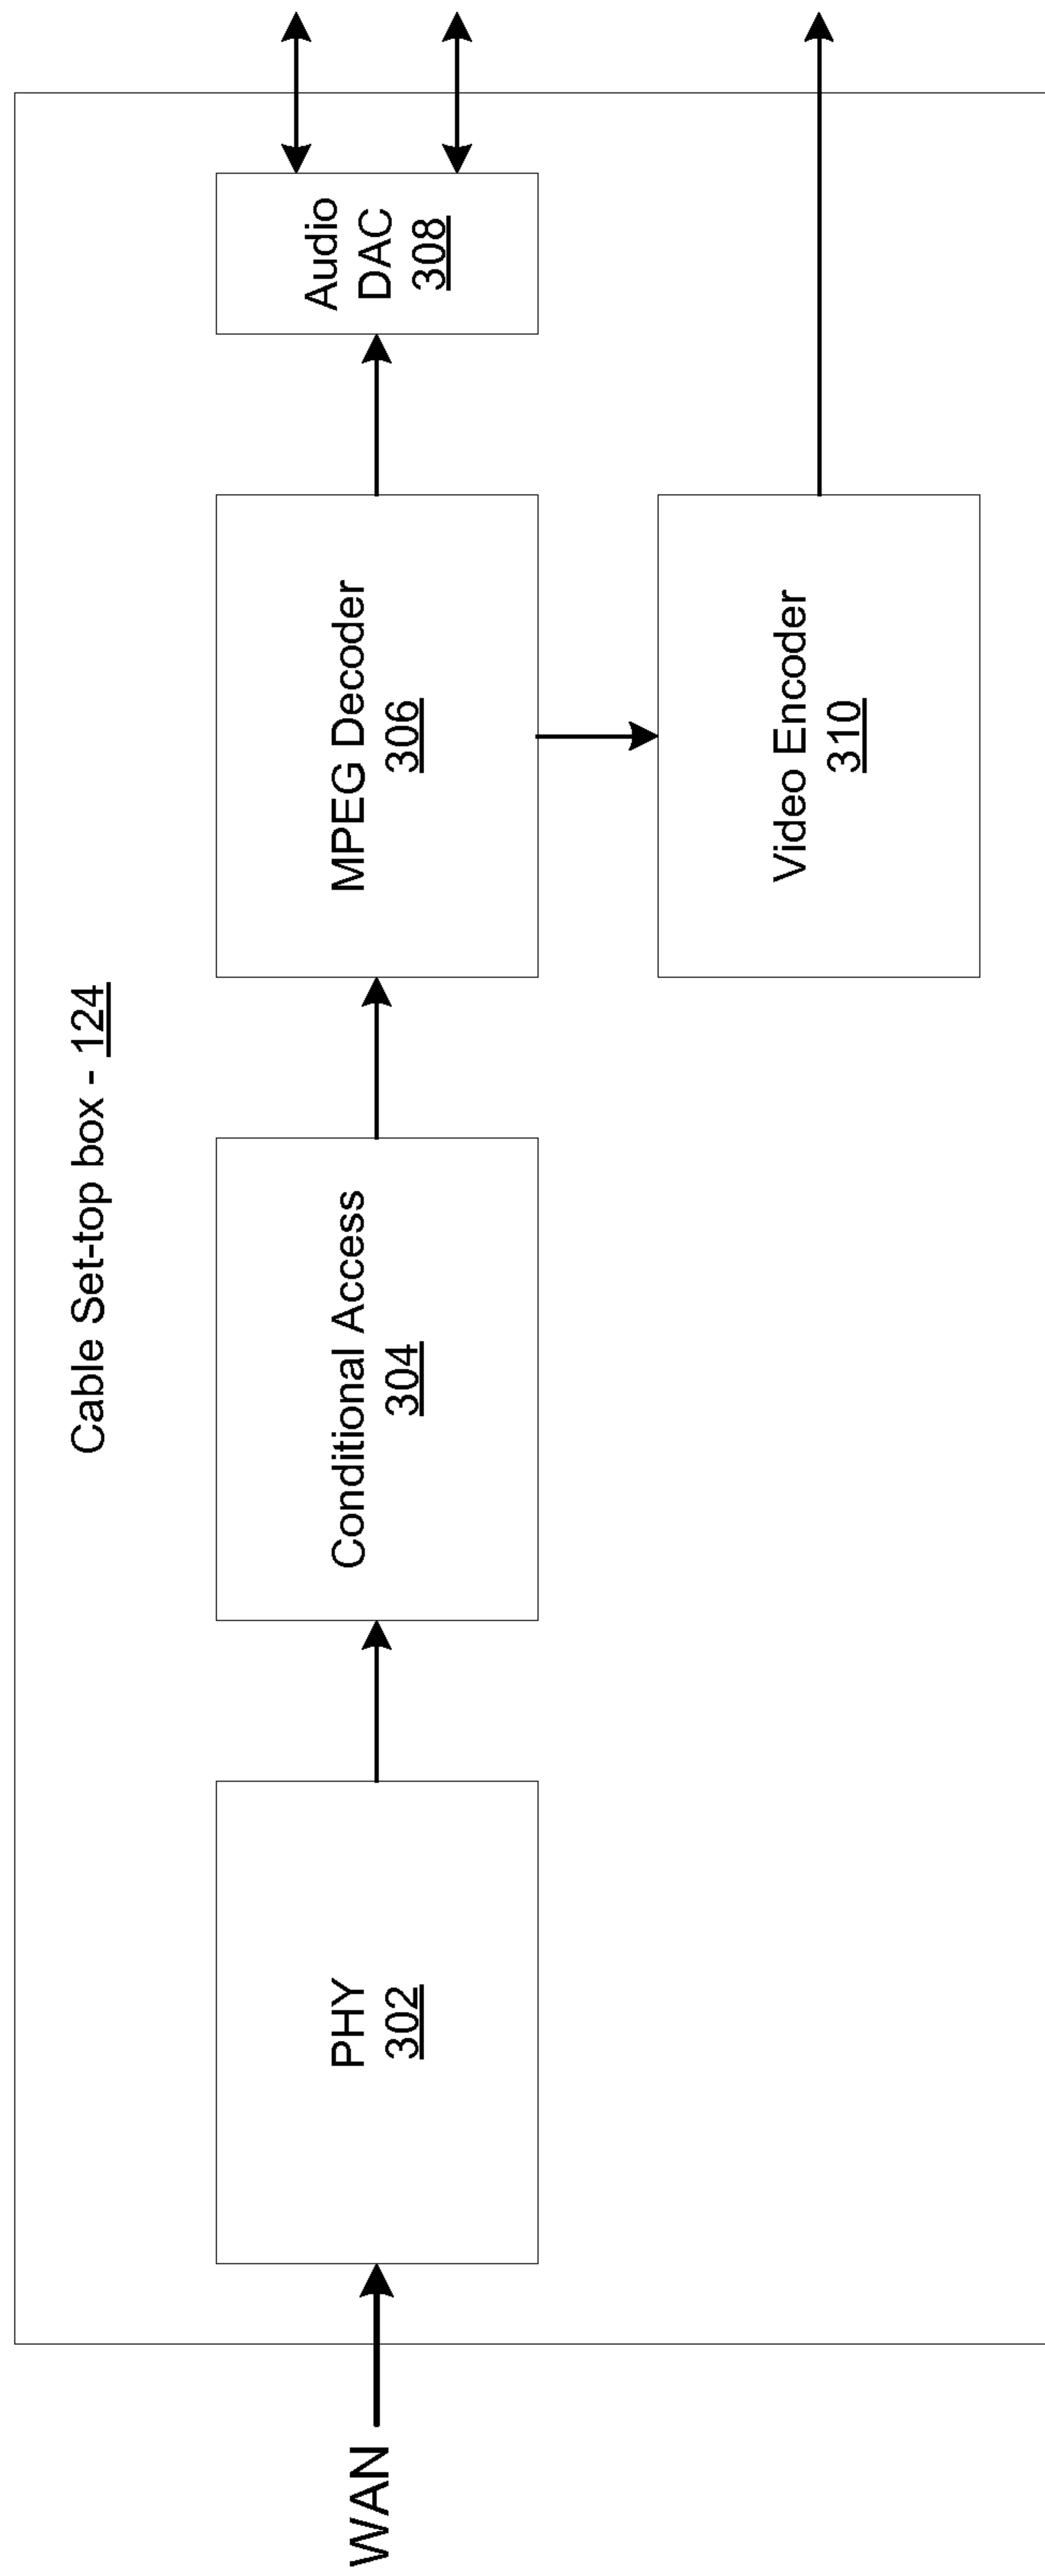 Cable Set-top box - 124
WAN
PHY
302
Conditional Access
304
MPEG Decoder
306
Audio
DAC
308
Video Encoder
310